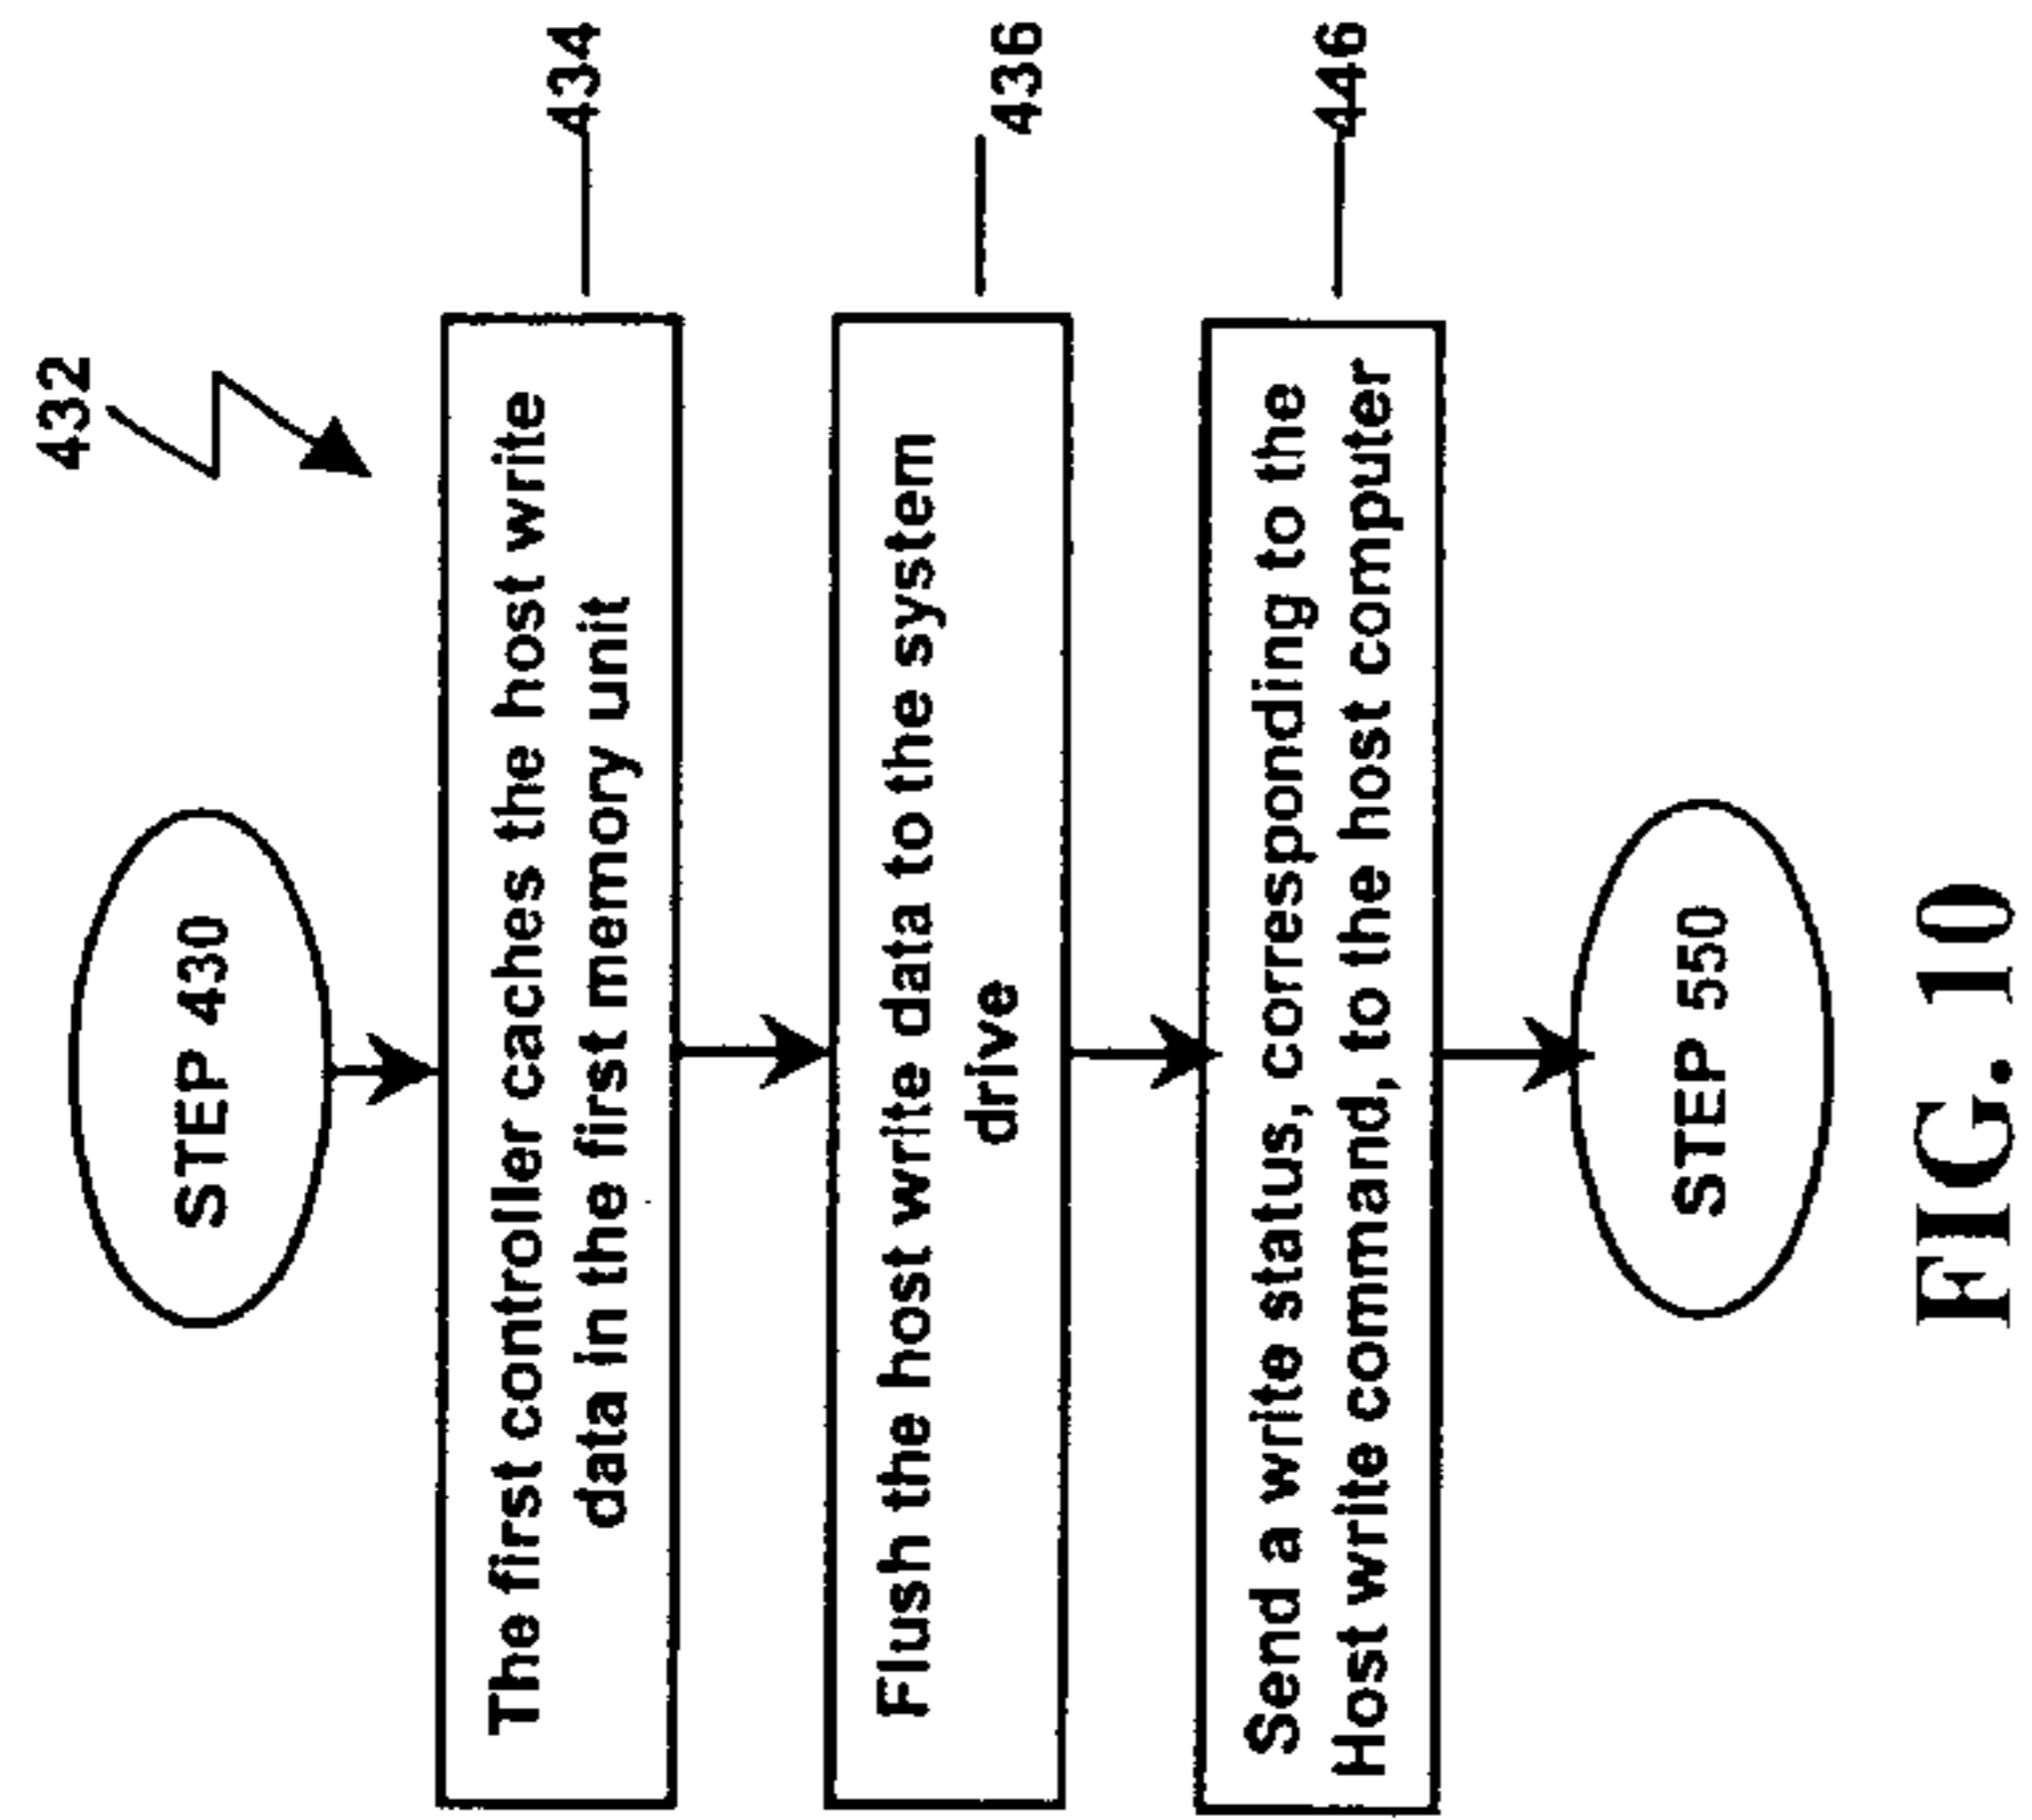 432
STEP 430
The first controller caches the host write
data in the first memory unit
434
Flush the host write data to the system
drive
436
Send a write status, corresponding to the
Host write command, to the host computer
446
STEP 550
FIG. 10